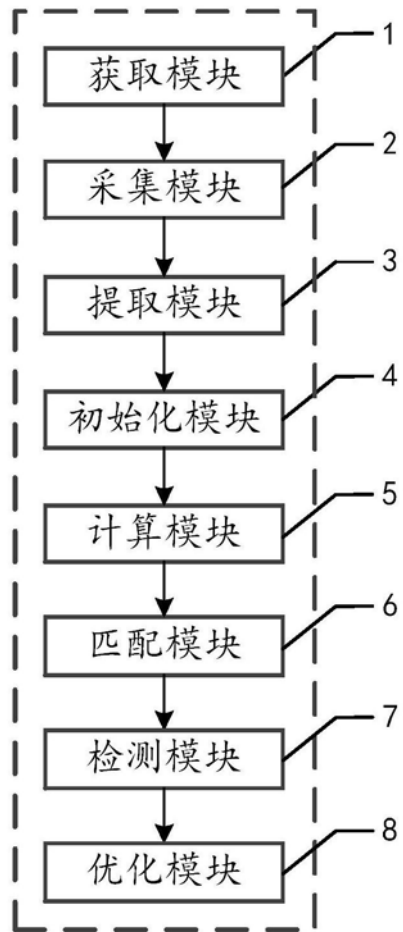 获取模块 1
采集模块 2
提取模块 3
初始化模块 4
计算模块 5
匹配模块 6
检测模块 7
优化模块 8